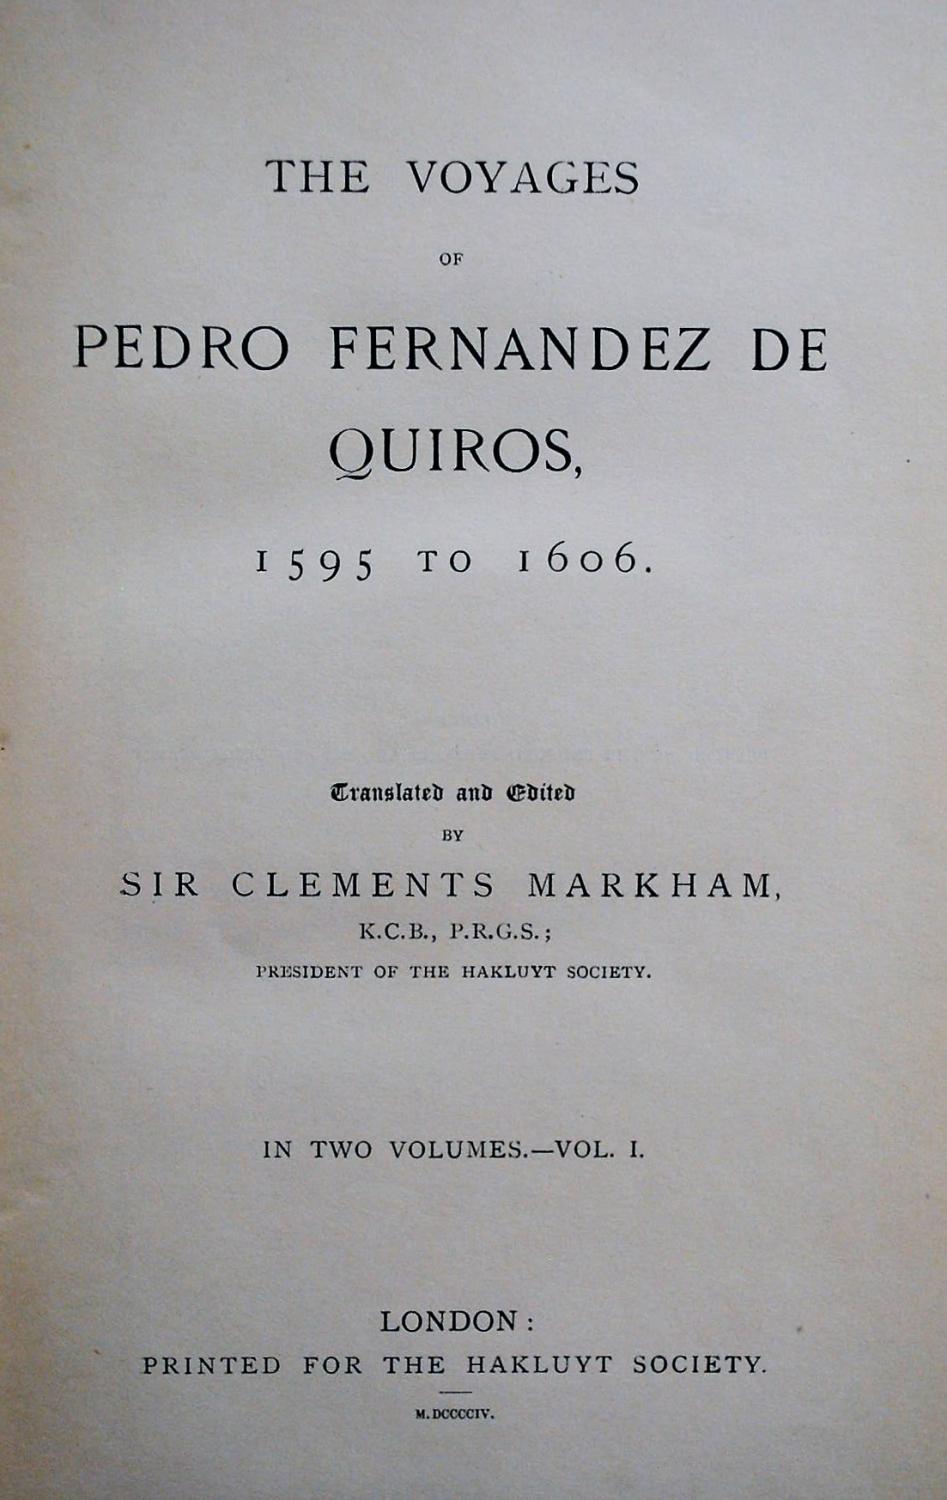 THE VOYAGES
OF
PEDRO FERNANDEZ DE
QUIROS,
1595 TO 1606.
Translated and Edited
BY
SIR CLEMENTS MARKHAM,
K.C.B., P.R.G.S.;
PRESIDENT OF THE HAKLUYT SOCIETY.
IN TWO VOLUMES.—VOL. I.
LONDON:
PRINTED FOR THE HAKLUYT SOCIETY.
M.DCCCCIV.